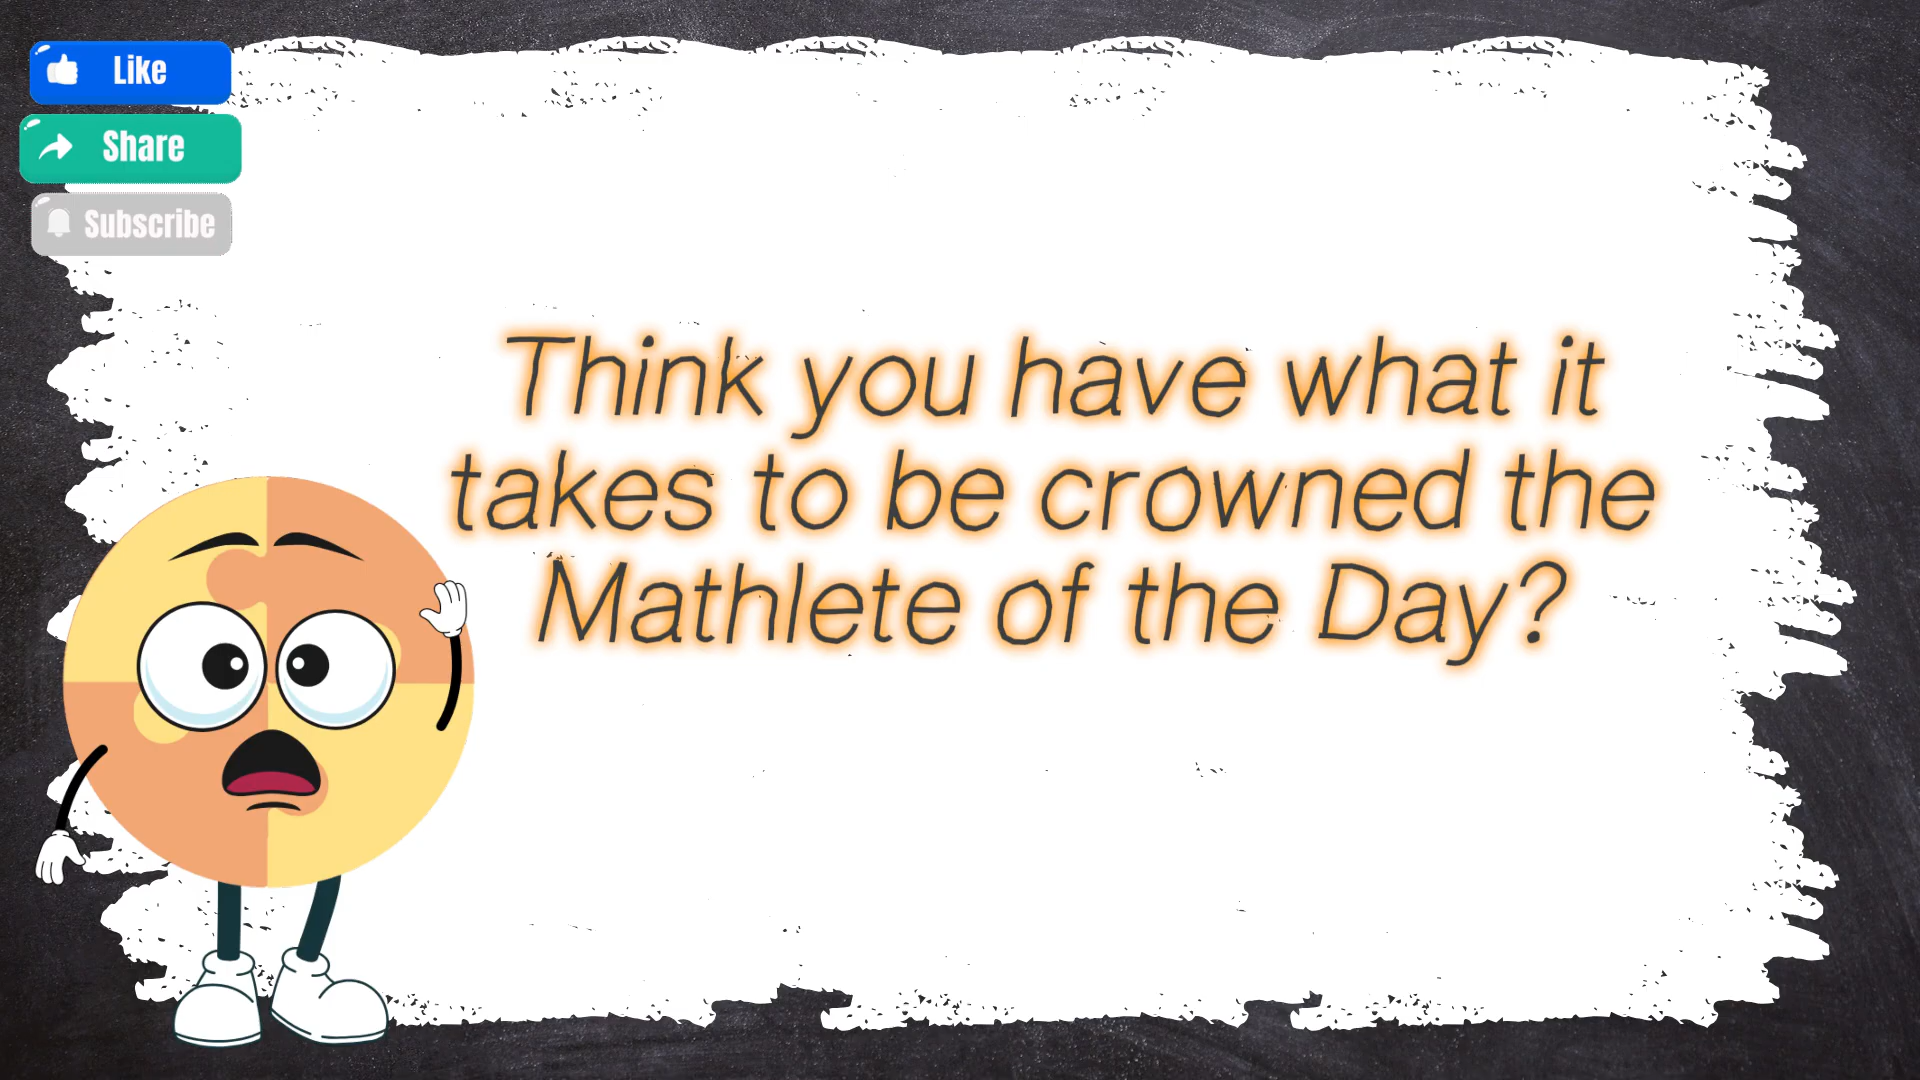 Like
Share
Subscribe
Think you have what it
takes to be crowned the
Mathlete of the Day?